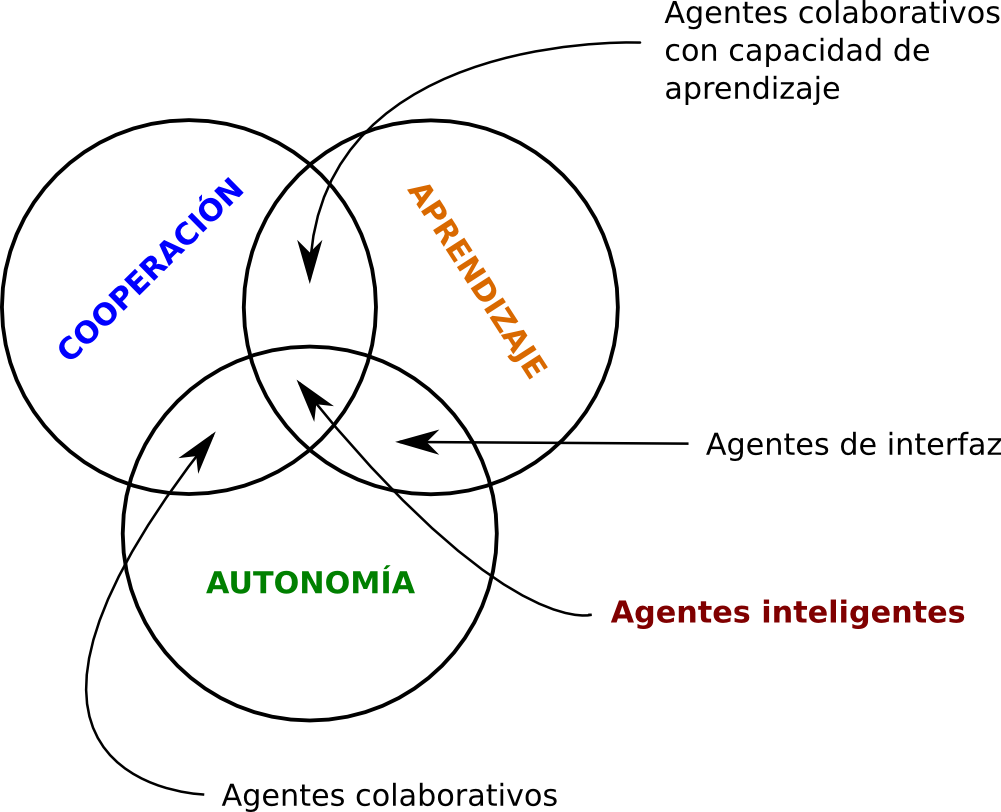 Agentes colaborativos
con capacidad de
aprendizaje
COOPERACIÓN
APRENDIZAJE
Agentes de interfaz
AUTONOMÍA
Agentes inteligentes
Agentes colaborativos